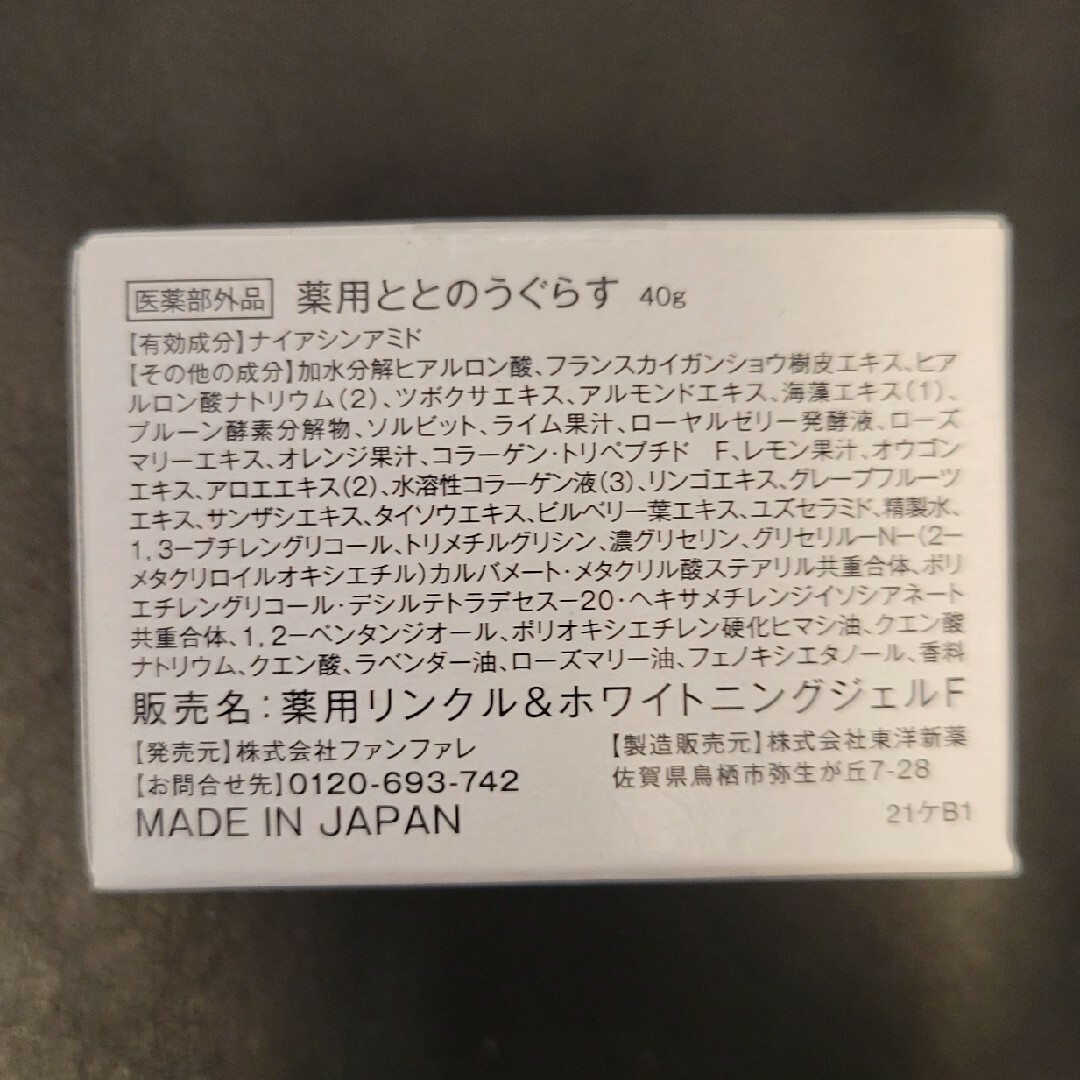 医薬部外品 薬用ととのうぐらす 40g
【有効成分】ナイアシンアミド
【その他の成分】加水分解ヒアルロン酸、フランスカイガンショウ樹皮エキス、ヒア
ルロン酸ナトリウム(2)、ツボクサエキス、アルモンドエキス、海藻エキス(1)、
プルーン酵素分解物、ソルビット、ライム果汁、ローヤルゼリー発酵液、ローズ
マリーエキス、オレンジ果汁、コラーゲン・トリペプチド F、レモン果汁、オウゴン
エキス、アロエエキス(2)、水溶性コラーゲン液(3)、リンゴエキス、グレープフルーツ
エキス、サンザシエキス、タイソウエキス、ビルベリー葉エキス、ユズセラミド、精製水、
1,3-ブチレングリコール、トリメチルグリシン、濃グリセリン、グリセリル-N-(2-
メタクリロイルオキシエチル)カルバメート・メタクリル酸ステアリル共重合体、ポリ
エチレングリコール・デシルテトラデセス-20・ヘキサメチレンジイソシアネート
共重合体、1,2-ペンタンジオール、ポリオキシエチレン硬化ヒマシ油、クエン酸
ナトリウム、クエン酸、ラベンダー油、ローズマリー油、フェノキシエタノール、香料
販売名:薬用リンクル&ホワイトニングジェルF
【発売元】株式会社ファンファレ
【お問合せ先】0120-693-742
【製造販売元】株式会社東洋新薬
佐賀県鳥栖市弥生が丘7-28
MADE IN JAPAN
21ケB1